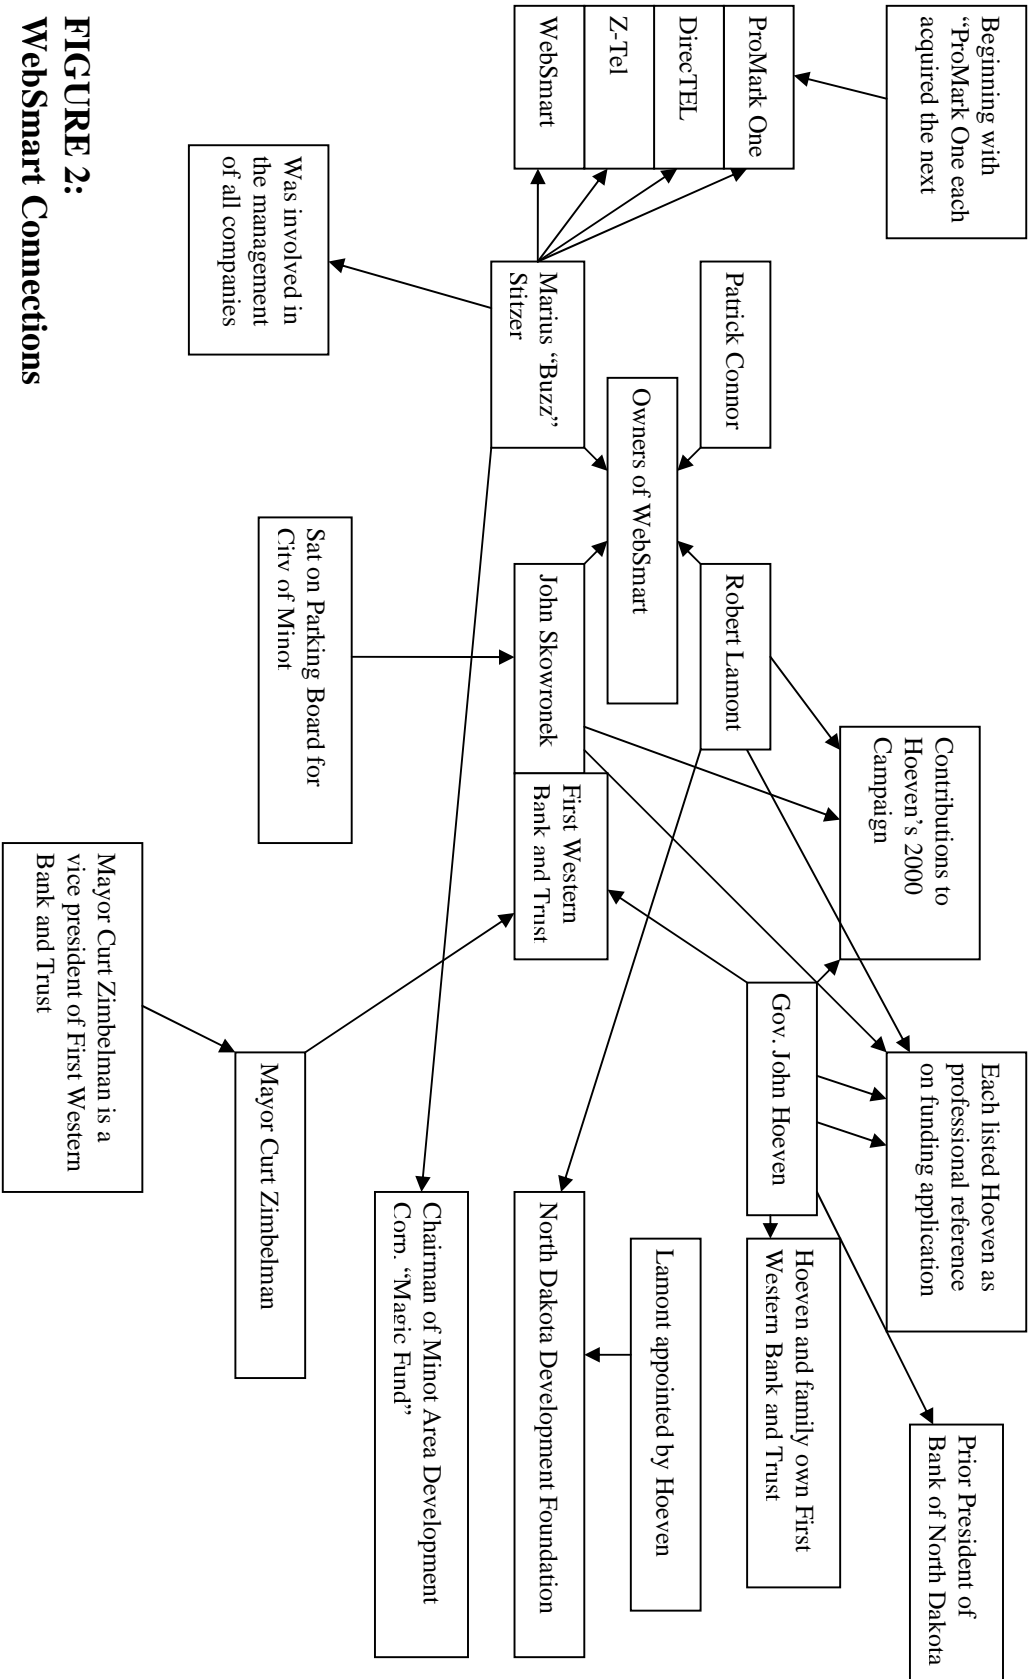 Beginning with
“ProMark One each
acquired the next
ProMark One
DirecTEL
Z-Tel
WebSmart
Patrick Connor
Owners of WebSmart
Marius “Buzz”
Stitzer
Was involved in
the management
of all companies
Robert Lamont
John Skowronek
First Western
Bank and Trust
Sat on Parking Board for
City of Minot
Contributions to
Hoeven’s 2000
Campaign
Each listed Hoeven as
professional reference
on funding application
Gov. John Hoeven
Prior President of
Bank of North Dakota
Hoeven and family own First
Western Bank and Trust
Lamont appointed by Hoeven
North Dakota Development Foundation
Chairman of Minot Area Development
Corp. “Magic Fund”
Mayor Curt Zimbelman
Mayor Curt Zimbelman is a
vice president of First Western
Bank and Trust
FIGURE 2:
WebSmart Connections